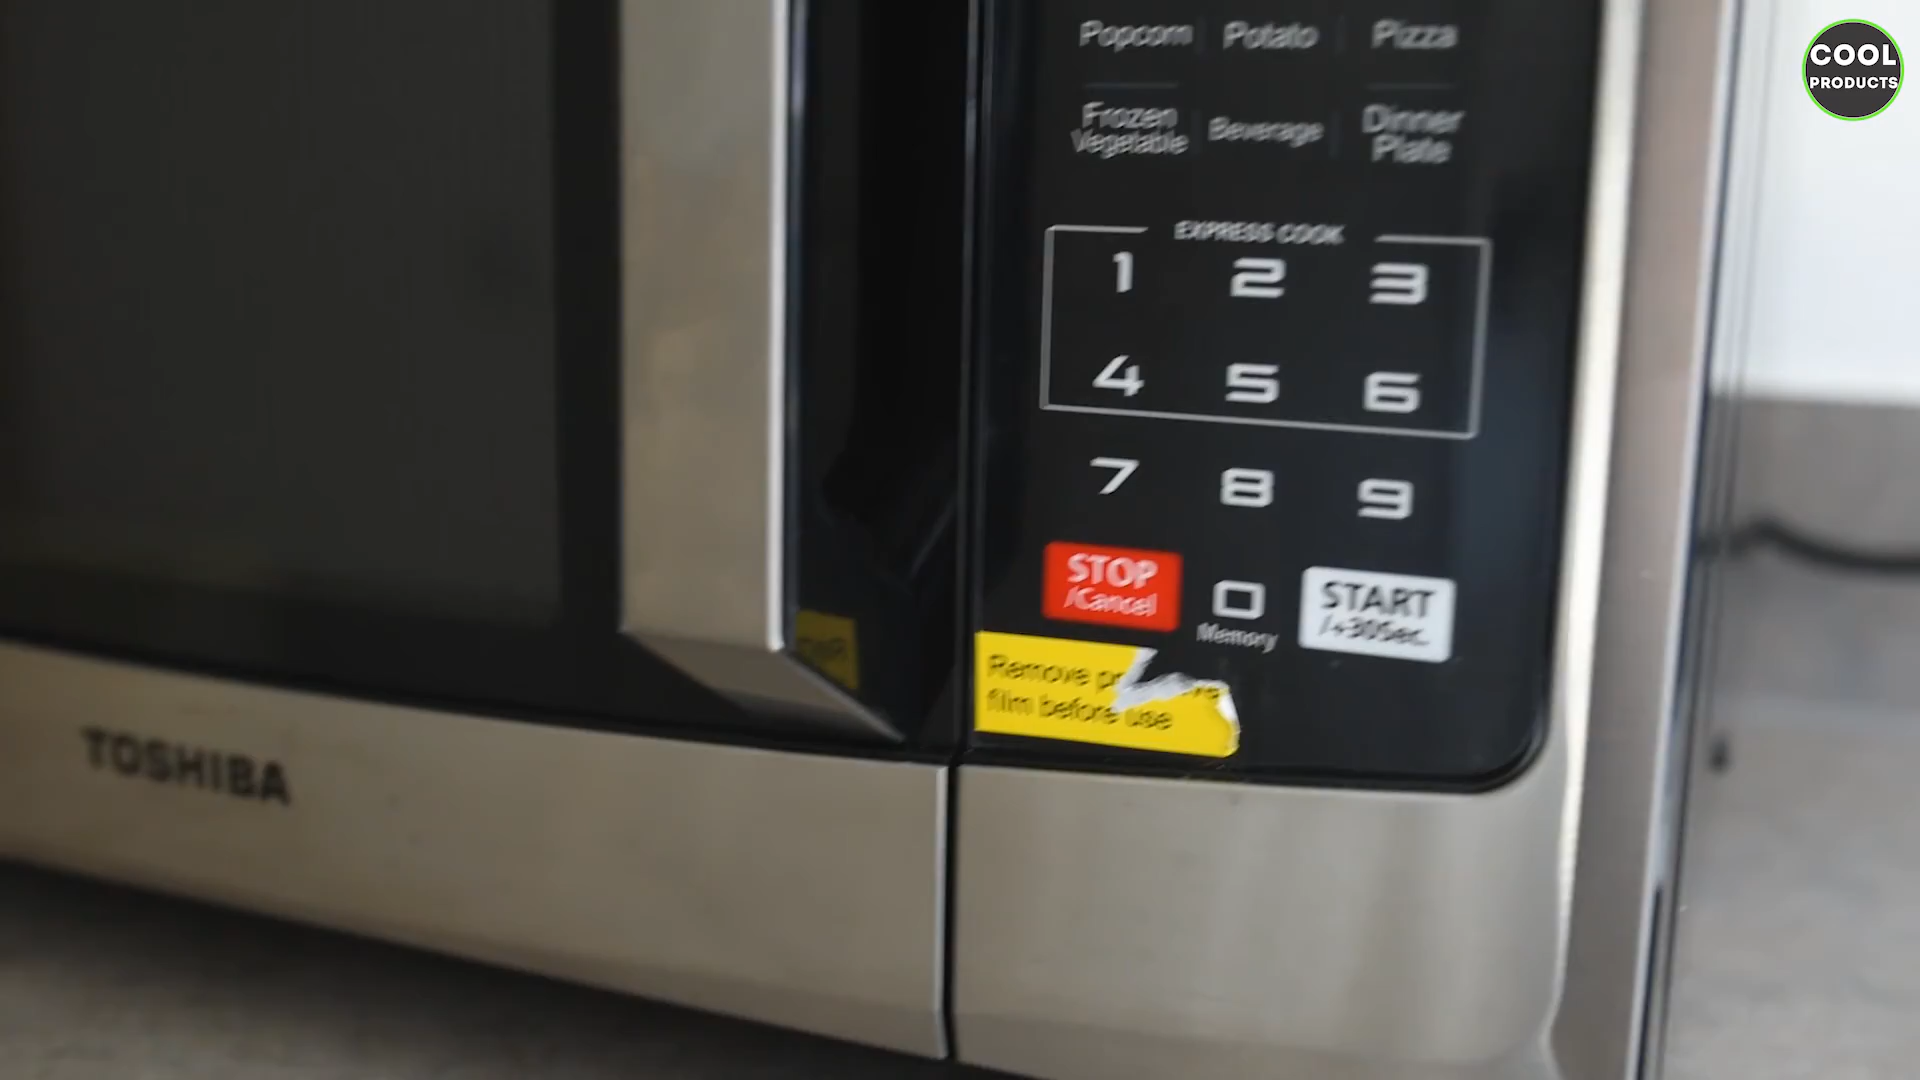 COOL
PRODUCTS
Popcorn Potato Pizza
Frozen Beverage Dinner
Vegetable Plate
EXPRESS COOK
1 2 3
4 5 6
7 8 9
STOP 0 START
/Cancel Memory /+30Sec.
Remove
film before use
TOSHIBA